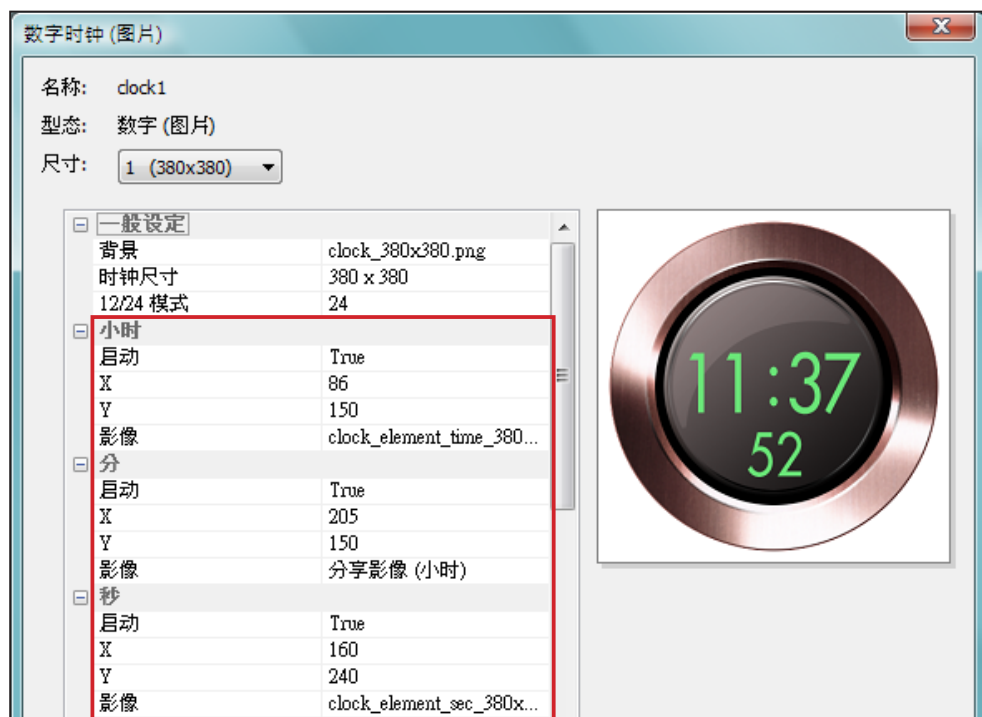 数字时钟 (图片)
名称: clock1
型态: 数字 (图片)
尺寸: 1 (380x380)
一般设定
背景 clock_380x380.png
时钟尺寸 380 x 380
12/24 模式 24
小时
启动 True
X 86
Y 150
影像 clock_element_time_380...
分
启动 True
X 205
Y 150
影像 分享影像 (小时)
秒
启动 True
X 160
Y 240
影像 clock_element_sec_380x...
11:37
52